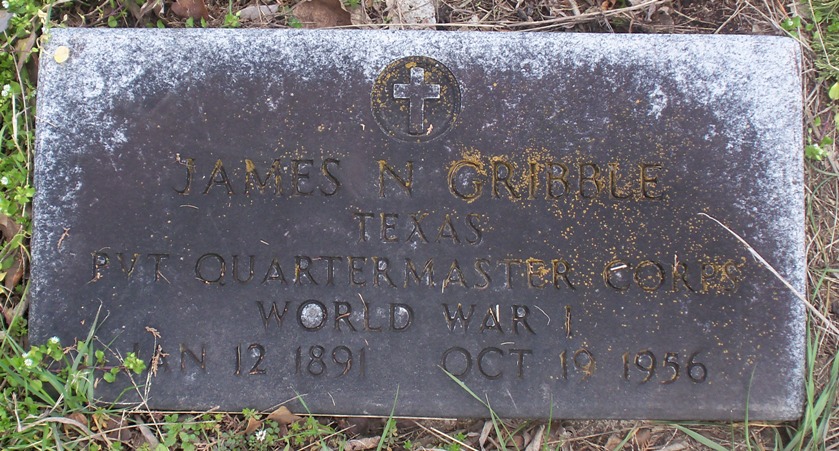 JAMES N GRIBBLE
TEXAS
PVT QUARTERMASTER CORPS
WORLD WAR I
JAN 12 1891 OCT 19 1956